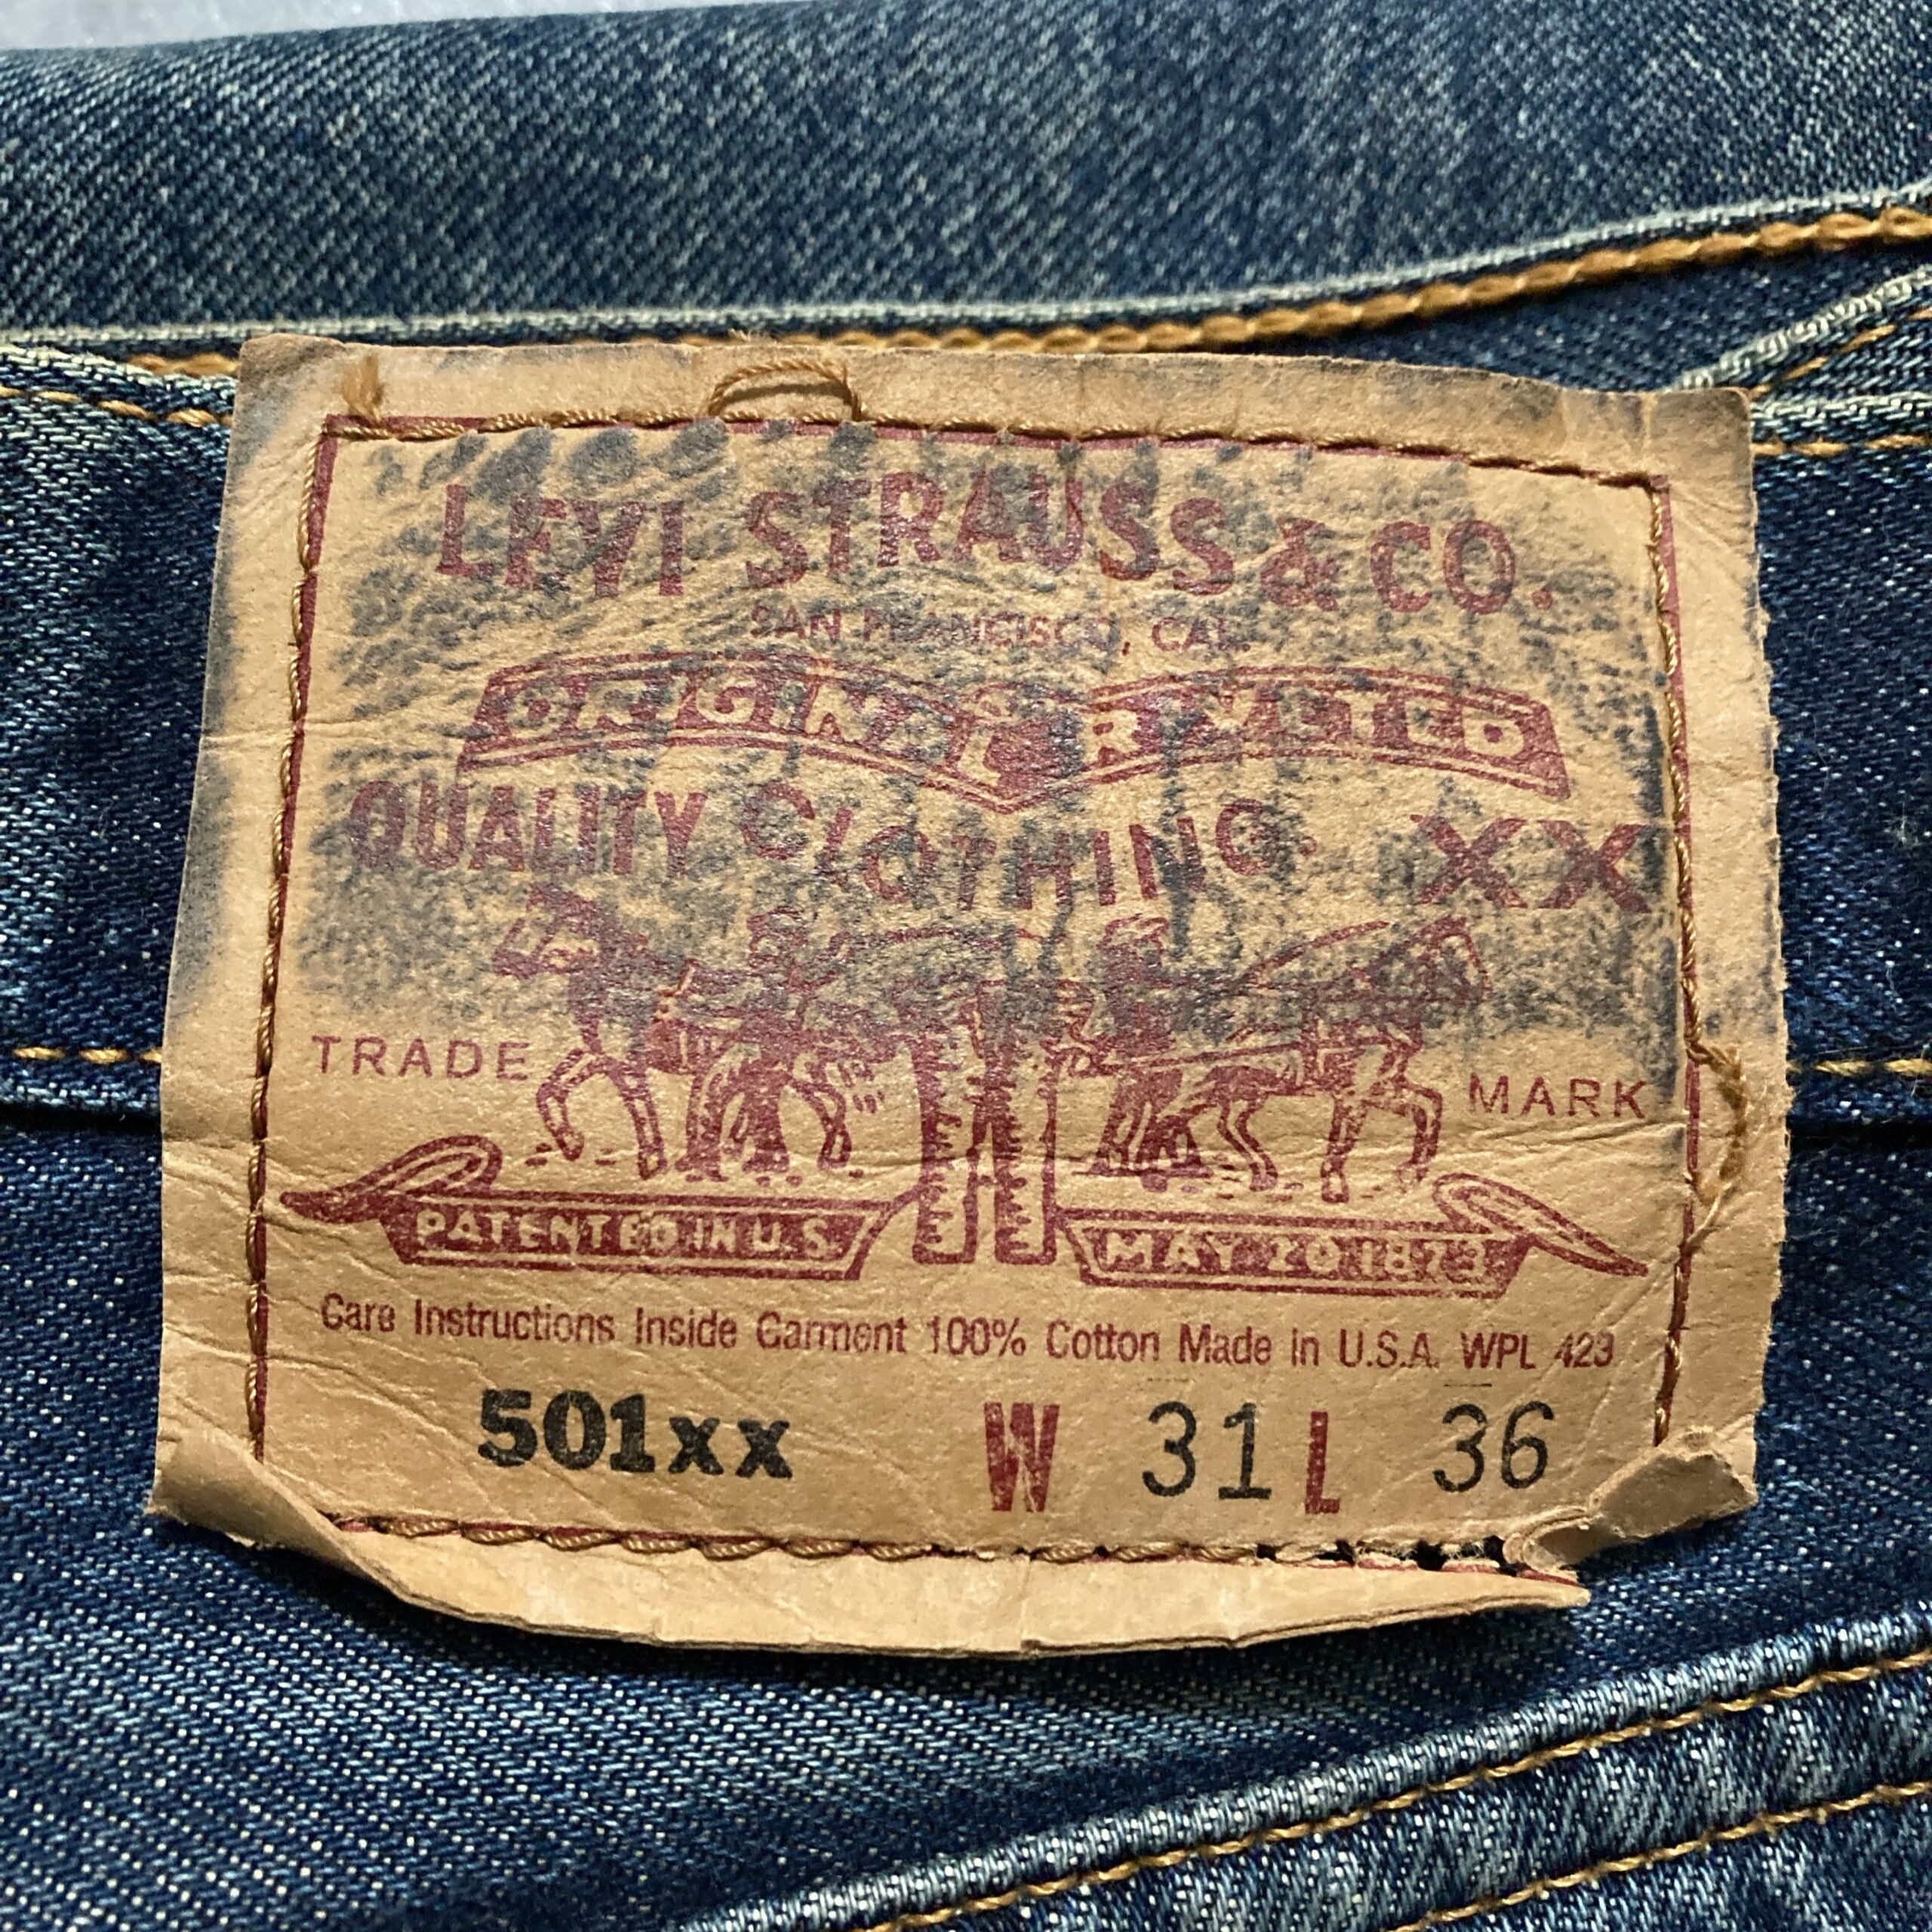 LEVI STRAUSS & CO.
SAN FRANCISCO, CAL.
ORIGINAL RIVETED
QUALITY CLOTHING. XX
TRADE MARK
PATENTED IN U.S. MAY 20 1873
Care Instructions Inside Garment 100% Cotton Made in U.S.A. WPL 423
501xx W 31 L 36